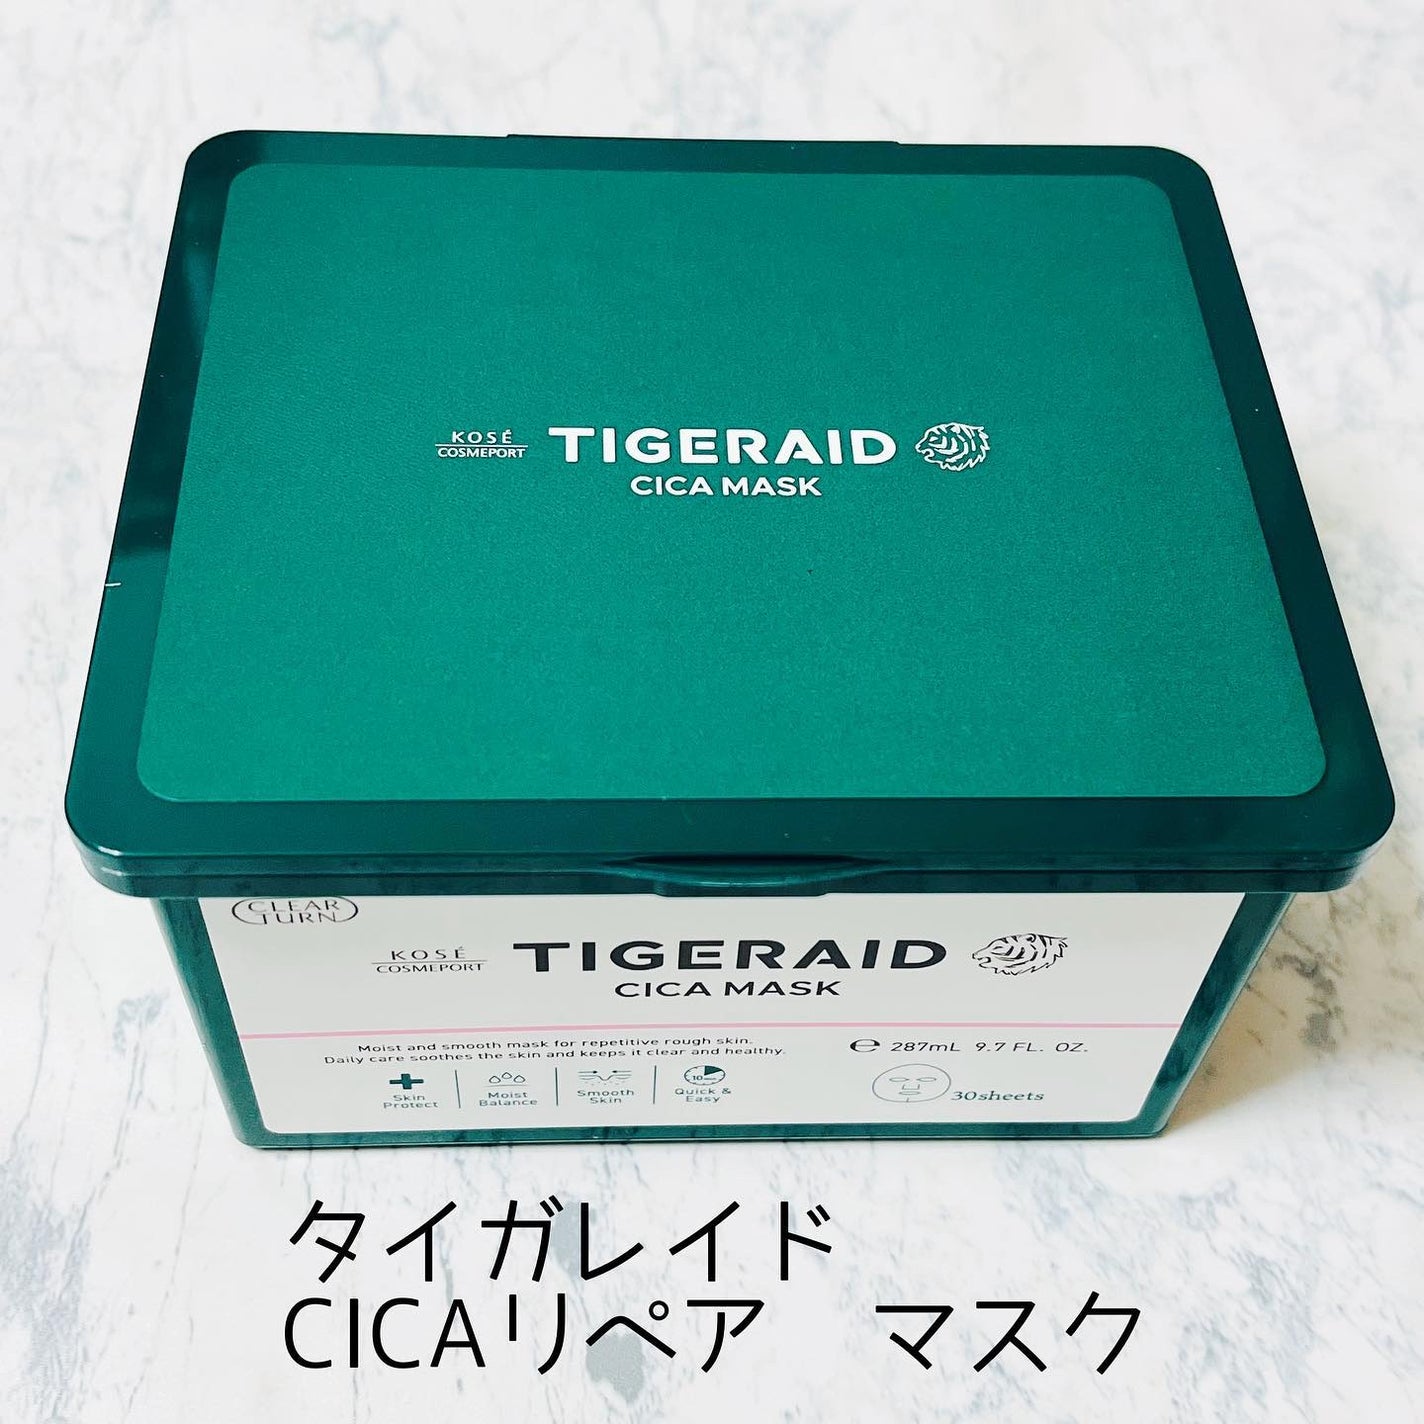 KOSÉ
COSMEPORT
TIGERAID
CICA MASK
CLEAR
TURN
KOSÉ
COSMEPORT
TIGERAID
CICA MASK
Moist and smooth mask for repetitive rough skin.
Daily care soothes the skin and keeps it clear and healthy.
℮ 287mL 9.7 FL. OZ.
Skin
Protect
Moist
Balance
Smooth
Skin
10min
Quick &
Easy
30sheets
タイガレイド
CICAリペア　マスク